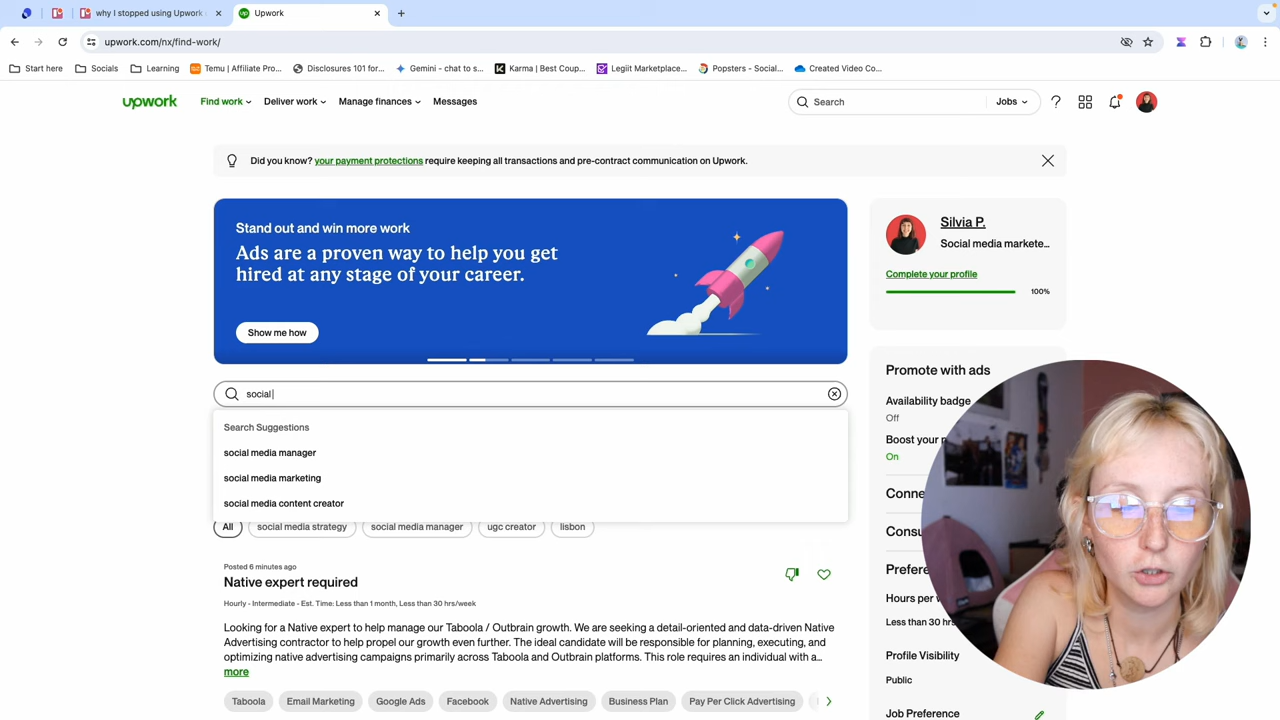 why I stopped using Upwork
Upwork
upwork.com/nx/find-work/
Start here
Socials
Learning
Temu | Affiliate Pro...
Disclosures 101 for...
Gemini - chat to s...
Karma | Best Coup...
Legiit Marketplace...
Popsters - Social...
Created Video Co...
upwork
Find work
Deliver work
Manage finances
Messages
Search
Jobs
Did you know? your payment protections require keeping all transactions and pre-contract communication on Upwork.
Stand out and win more work
Ads are a proven way to help you get
hired at any stage of your career.
Show me how
Silvia P.
Social media markete...
Complete your profile
100%
social
Search Suggestions
social media manager
social media marketing
social media content creator
All
social media strategy
social media manager
ugc creator
lisbon
Posted 6 minutes ago
Native expert required
Hourly - Intermediate - Est. Time: Less than 1 month, Less than 30 hrs/week
Looking for a Native expert to help manage our Taboola / Outbrain growth. We are seeking a detail-oriented and data-driven Native
Advertising contractor to help propel our growth even further. The ideal candidate will be responsible for planning, executing, and
optimizing native advertising campaigns primarily across Taboola and Outbrain platforms. This role requires an individual with a...
more
Taboola
Email Marketing
Google Ads
Facebook
Native Advertising
Business Plan
Pay Per Click Advertising
Promote with ads
Availability badge
Off
Boost your
On
Hours per
Less than 30 hrs
Profile Visibility
Public
Job Preference